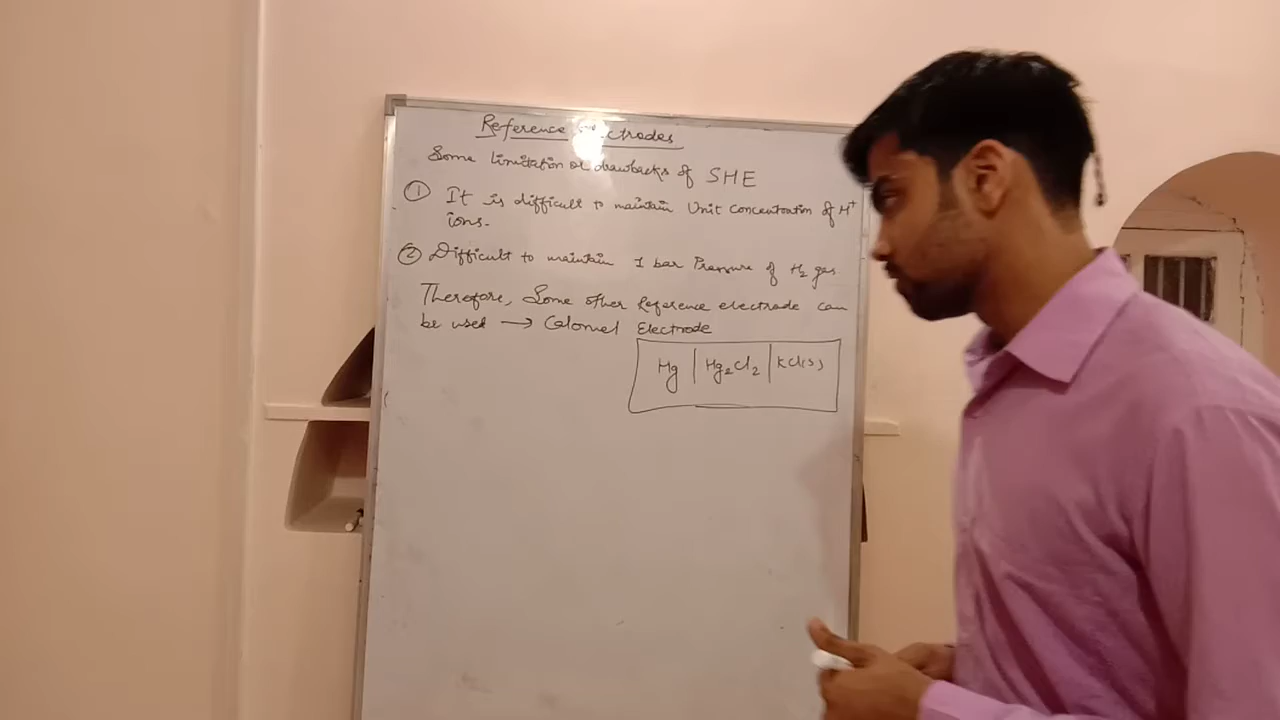 Reference Electrodes
Some limitation or drawbacks of SHE
① It is difficult to maintain Unit Concentration of H⁺
ions.
② Difficult to maintain 1 bar Pressure of H₂ gas.
Therefore, Some other Reference electrode can
be used → Calomel Electrode
Hg | Hg₂Cl₂ | KCl(s)